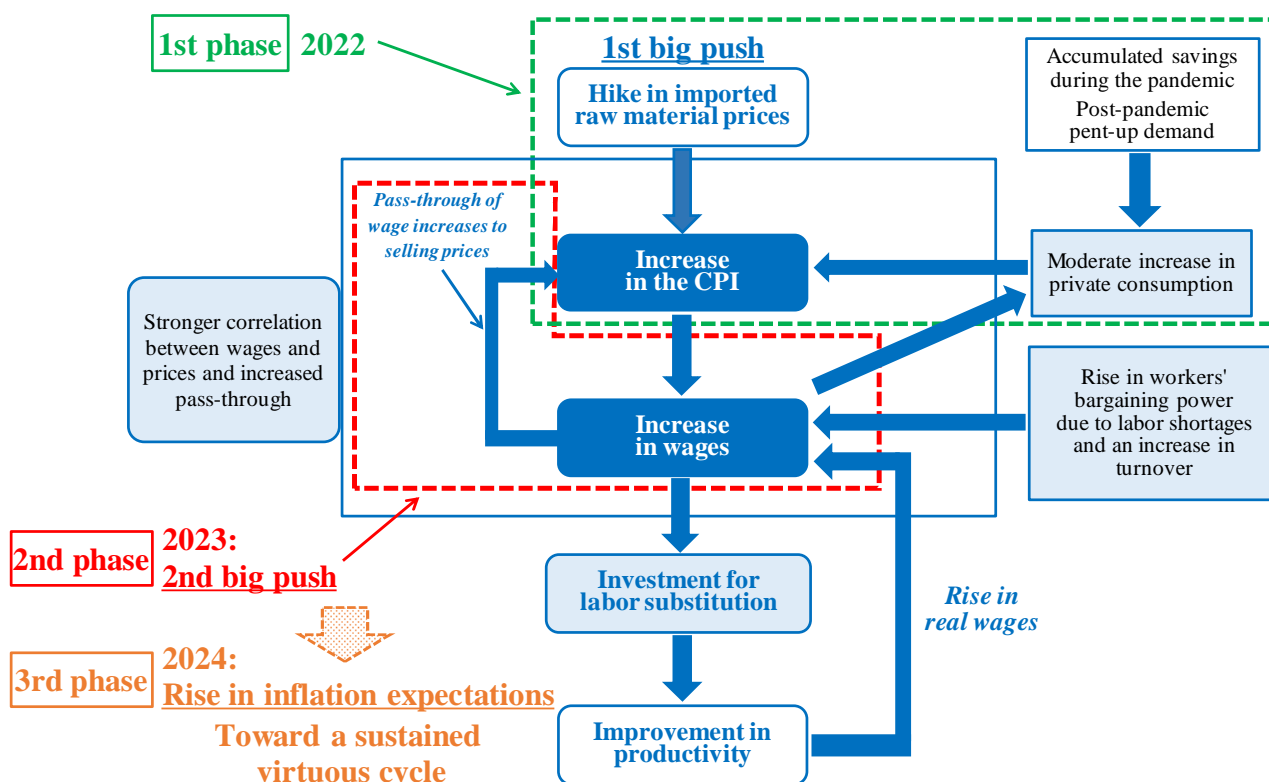 1st phase 2022
1st big push
Hike in imported
raw material prices
Accumulated savings
during the pandemic
Post-pandemic
pent-up demand
Pass-through of
wage increases to
selling prices
Increase
in the CPI
Moderate increase in
private consumption
Stronger correlation
between wages and
prices and increased
pass-through
Increase
in wages
Rise in workers'
bargaining power
due to labor shortages
and an increase in
turnover
2nd phase
2023:
2nd big push
Investment for
labor substitution
Rise in
real wages
3rd phase
2024:
Rise in inflation expectations
Toward a sustained
virtuous cycle
Improvement in
productivity